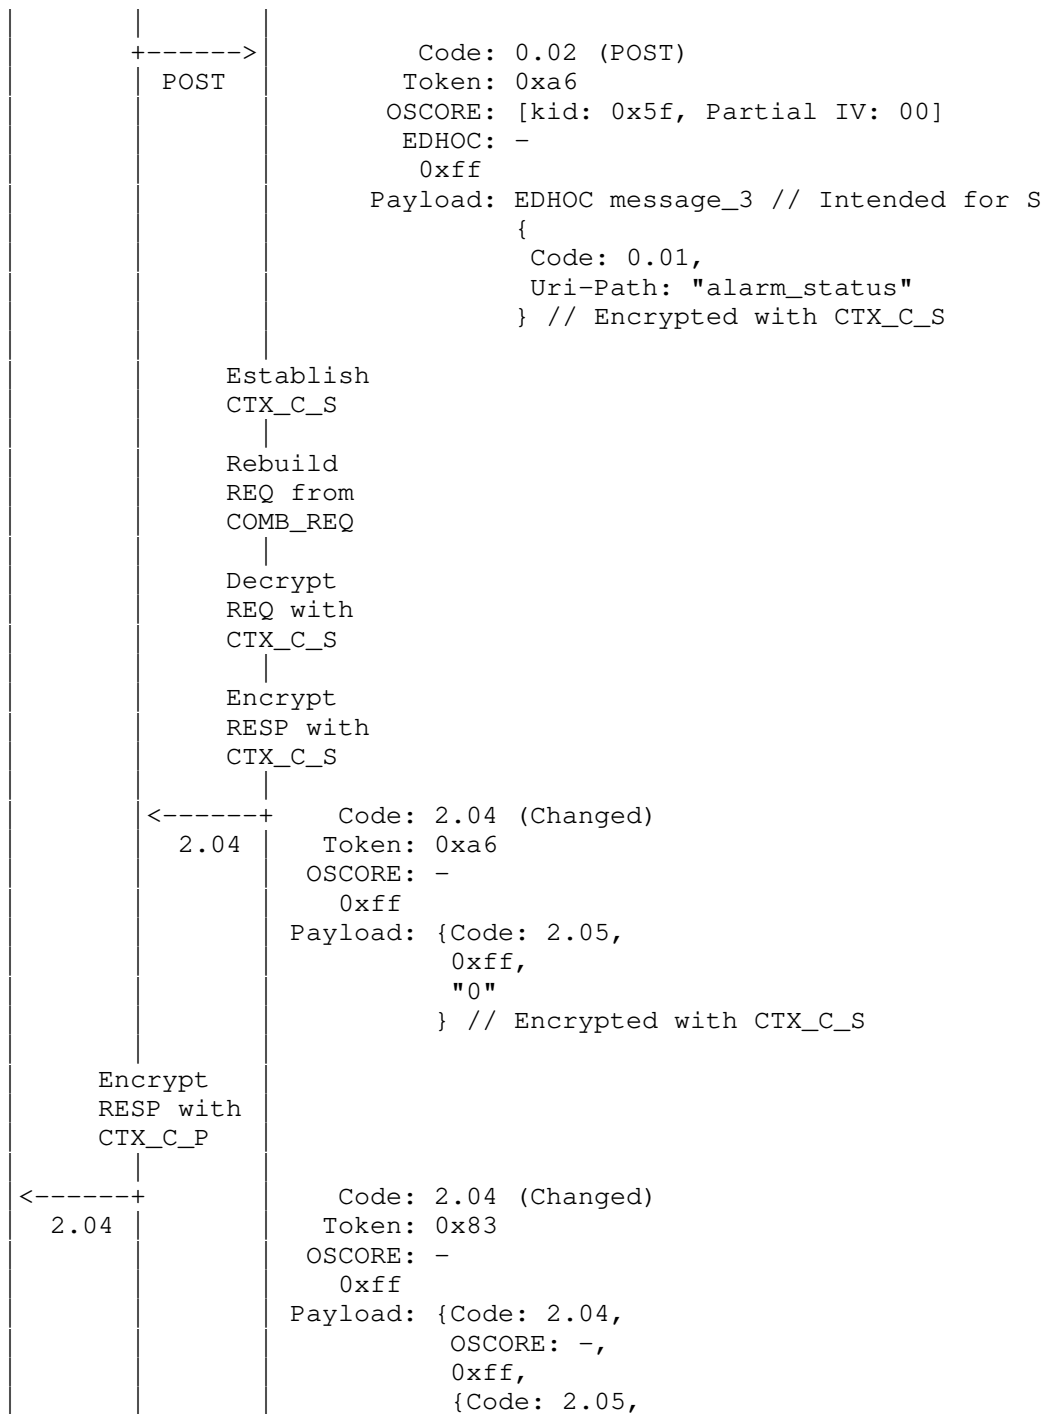 |        |        |
|        +------>|          Code: 0.02 (POST)
|        | POST   |         Token: 0xa6
|        |        |        OSCORE: [kid: 0x5f, Partial IV: 00]
|        |        |         EDHOC: -
|        |        |          0xff
|        |        |       Payload: EDHOC message_3 // Intended for S
|        |        |                {
|        |        |                 Code: 0.01,
|        |        |                 Uri-Path: "alarm_status"
|        |        |                } // Encrypted with CTX_C_S
|        |        |
|        |     Establish
|        |     CTX_C_S
|        |        |
|        |     Rebuild
|        |     REQ from
|        |     COMB_REQ
|        |        |
|        |     Decrypt
|        |     REQ with
|        |     CTX_C_S
|        |        |
|        |     Encrypt
|        |     RESP with
|        |     CTX_C_S
|        |        |
|        |<------+    Code: 2.04 (Changed)
|        |  2.04 |   Token: 0xa6
|        |        |  OSCORE: -
|        |        |    0xff
|        |        | Payload: {Code: 2.05,
|        |        |           0xff,
|        |        |           "0"
|        |        |          } // Encrypted with CTX_C_S
|        |        |
|     Encrypt     |
|     RESP with   |
|     CTX_C_P     |
|        |        |
|<------+        |    Code: 2.04 (Changed)
|  2.04 |        |   Token: 0x83
|        |        |  OSCORE: -
|        |        |    0xff
|        |        | Payload: {Code: 2.04,
|        |        |           OSCORE: -,
|        |        |           0xff,
|        |        |           {Code: 2.05,